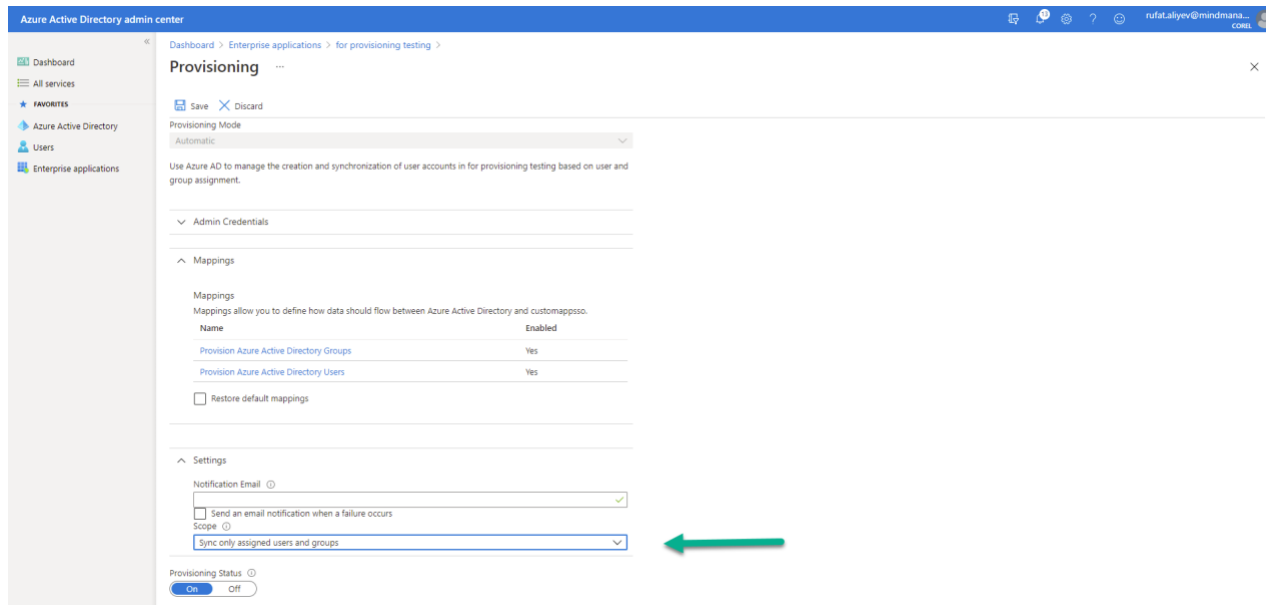 Azure Active Directory admin center
13
rufat.aliyev@mindmana...
COREL
Dashboard
All services
FAVORITES
Azure Active Directory
Users
Enterprise applications
Dashboard > Enterprise applications > for provisioning testing >
Provisioning ...
Save Discard
Provisioning Mode
Automatic
Use Azure AD to manage the creation and synchronization of user accounts in for provisioning testing based on user and
group assignment.
Admin Credentials
Mappings
Mappings
Mappings allow you to define how data should flow between Azure Active Directory and customappsso.
Name Enabled
Provision Azure Active Directory Groups Yes
Provision Azure Active Directory Users Yes
Restore default mappings
Settings
Notification Email
Send an email notification when a failure occurs
Scope
Sync only assigned users and groups
Provisioning Status
On Off